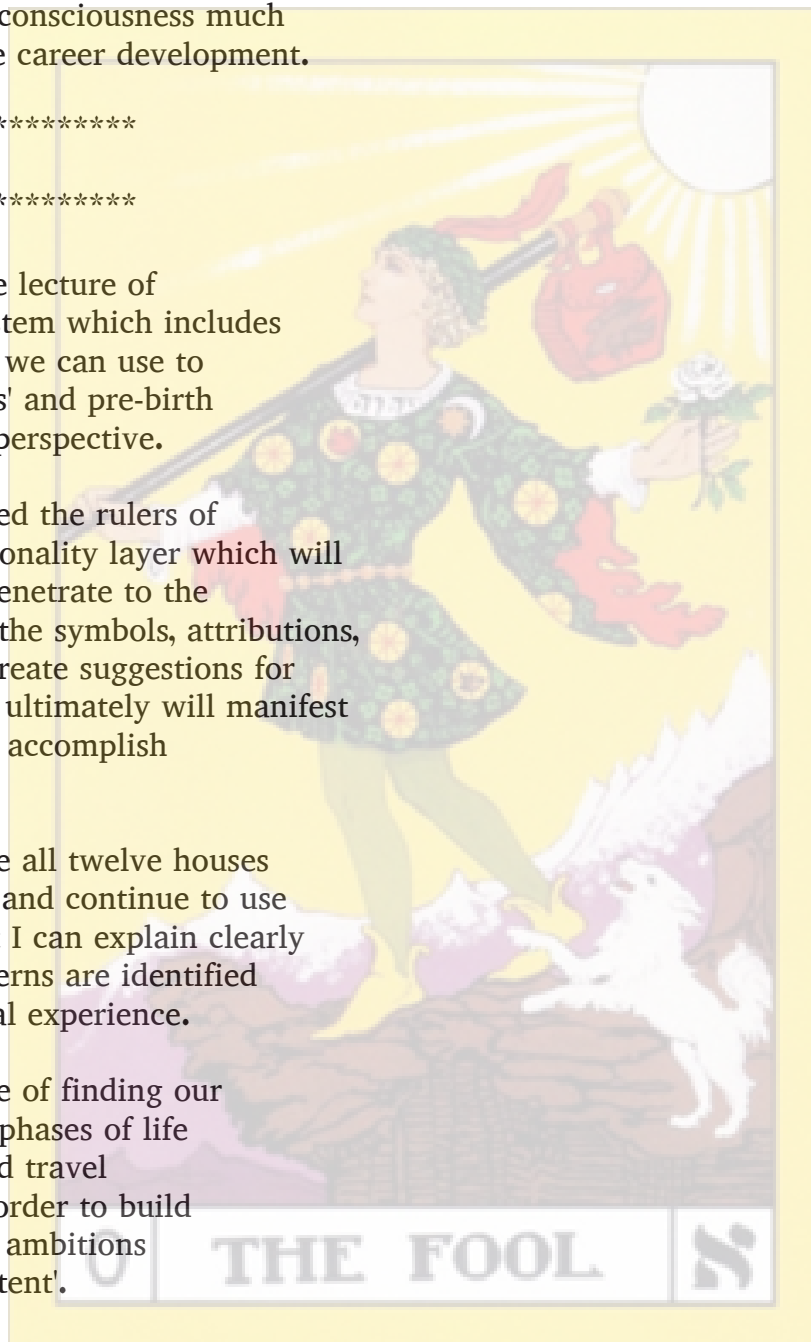 consciousness much
e career development.
**********
**********
e lecture of
tem which includes
we can use to
s' and pre-birth
perspective.
ed the rulers of
onality layer which will
enetrate to the
the symbols, attributions,
reate suggestions for
ultimately will manifest
accomplish
e all twelve houses
and continue to use
I can explain clearly
erns are identified
al experience.
e of finding our
phases of life
d travel
order to build
ambitions
tent'.
0 THE FOOL א